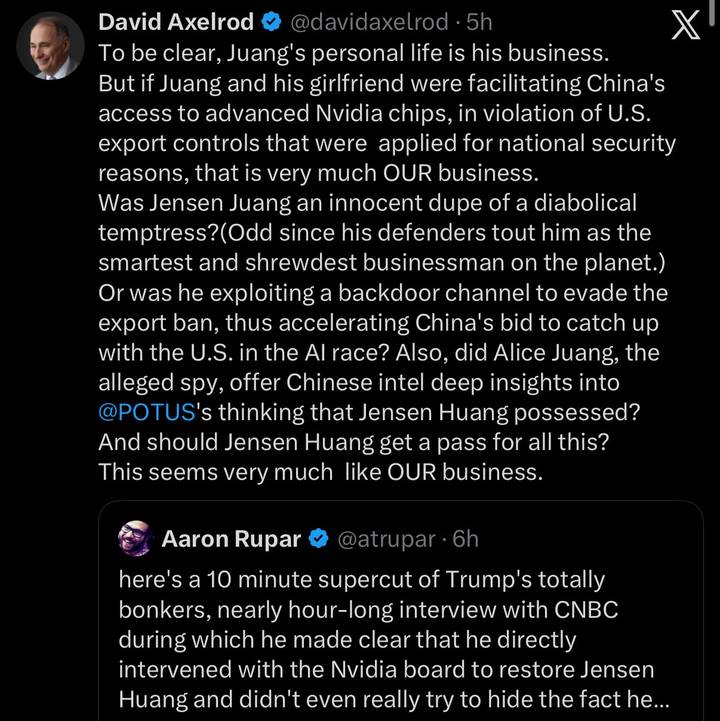 David Axelrod @davidaxelrod · 5h
X
To be clear, Juang's personal life is his business.
But if Juang and his girlfriend were facilitating China's
access to advanced Nvidia chips, in violation of U.S.
export controls that were  applied for national security
reasons, that is very much OUR business.
Was Jensen Juang an innocent dupe of a diabolical
temptress?(Odd since his defenders tout him as the
smartest and shrewdest businessman on the planet.)
Or was he exploiting a backdoor channel to evade the
export ban, thus accelerating China's bid to catch up
with the U.S. in the AI race? Also, did Alice Juang, the
alleged spy, offer Chinese intel deep insights into
@POTUS's thinking that Jensen Huang possessed?
And should Jensen Huang get a pass for all this?
This seems very much  like OUR business.
Aaron Rupar @atrupar · 6h
here's a 10 minute supercut of Trump's totally
bonkers, nearly hour-long interview with CNBC
during which he made clear that he directly
intervened with the Nvidia board to restore Jensen
Huang and didn't even really try to hide the fact he...